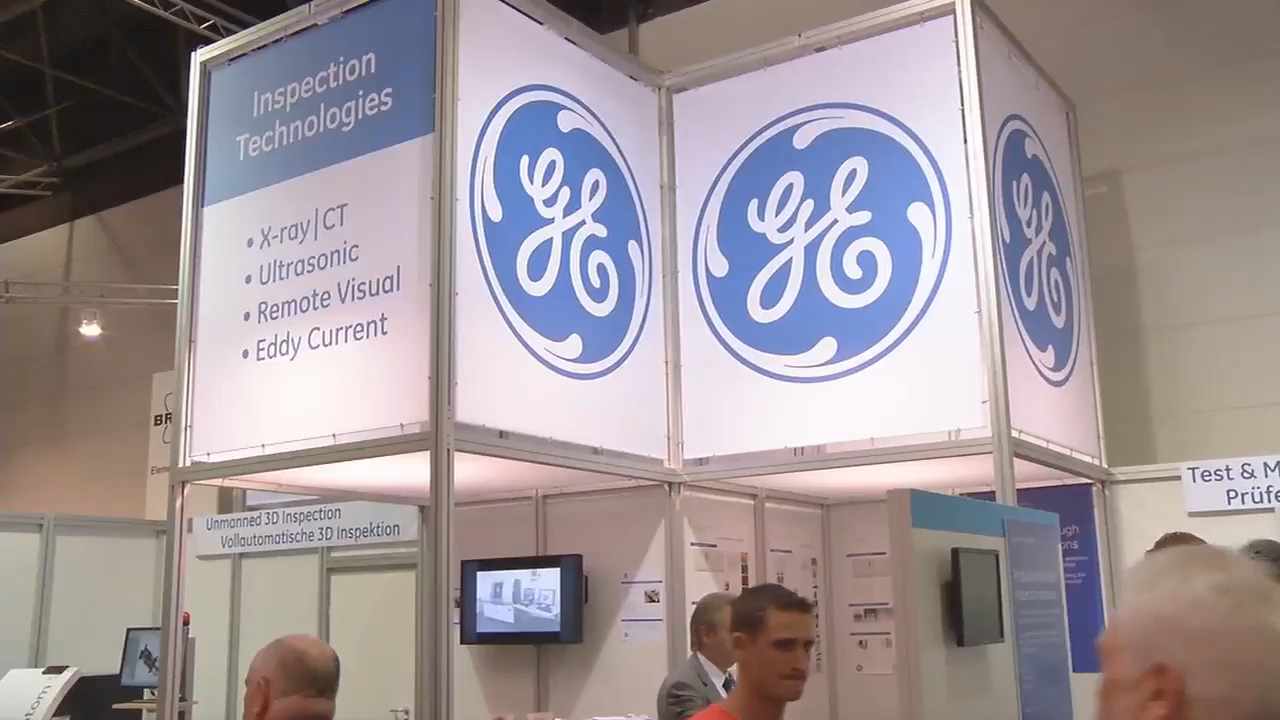 Inspection
Technologies
• X-ray|CT
• Ultrasonic
• Remote Visual
• Eddy Current
GE
GE
GE
BR
Unmanned 3D Inspection
Vollautomatische 3D Inspektion
Test & M
Prüfe